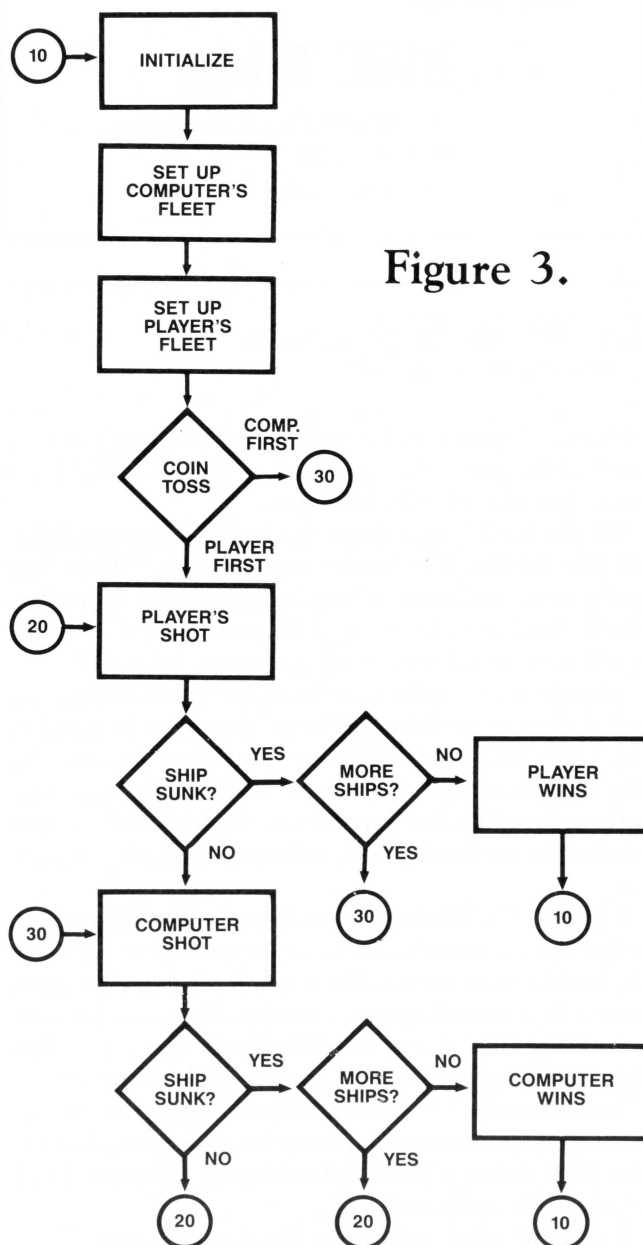 10
INITIALIZE
SET UP
COMPUTER'S
FLEET
Figure 3.
SET UP
PLAYER'S
FLEET
COIN
TOSS
COMP.
FIRST
30
PLAYER
FIRST
20
PLAYER'S
SHOT
SHIP
SUNK?
YES
MORE
SHIPS?
NO
PLAYER
WINS
NO
YES
30
10
30
COMPUTER
SHOT
SHIP
SUNK?
YES
MORE
SHIPS?
NO
COMPUTER
WINS
NO
YES
20
20
10